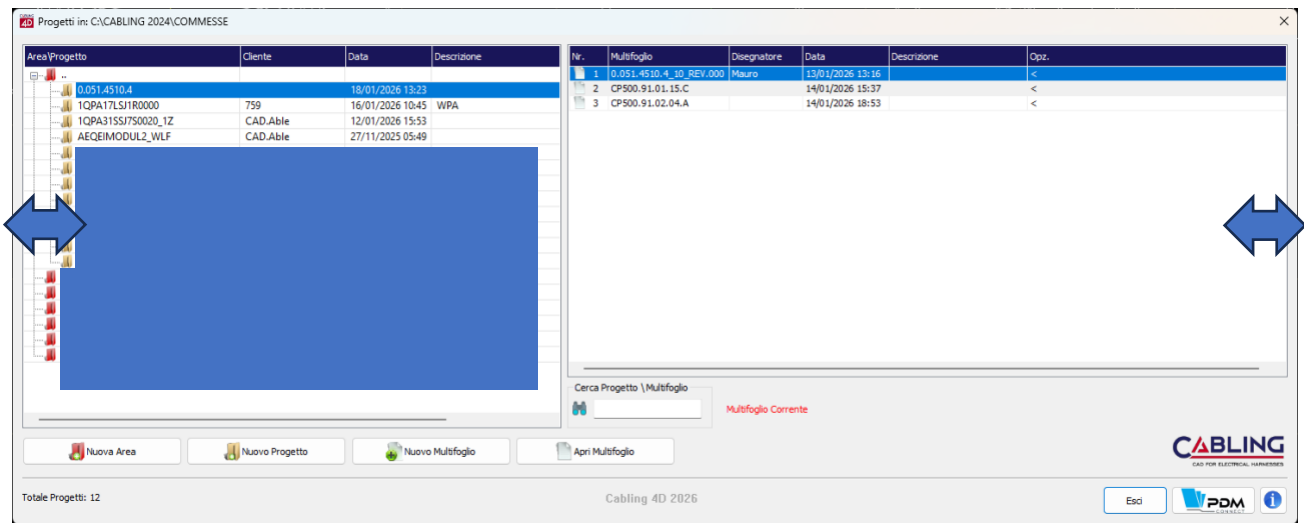 CABLING 4D Progetti in: C:\CABLING 2024\COMMESSE
Area\Progetto Cliente Data Descrizione
..
0.051.4510.4 18/01/2026 13:23
1QPA17LSJ1R0000 759 16/01/2026 10:45 WPA
1QPA31SSJ7S0020_1Z CAD.Able 12/01/2026 15:53
AEQEIMODUL2_WLF CAD.Able 27/11/2025 05:49
Nr. Multifoglio Disegnatore Data Descrizione Opz.
1 0.051.4510.4_10_REV.000 Mauro 13/01/2026 13:16 <
2 CP500.91.01.15.C 14/01/2026 15:37 <
3 CP500.91.02.04.A 14/01/2026 18:53 <
Cerca Progetto \ Multifoglio
Multifoglio Corrente
Nuova Area Nuovo Progetto Nuovo Multifoglio Apri Multifoglio
CABLING
CAD FOR ELECTRICAL HARNESSES
Totale Progetti: 12 Cabling 4D 2026 Esci PDM CONNECT i